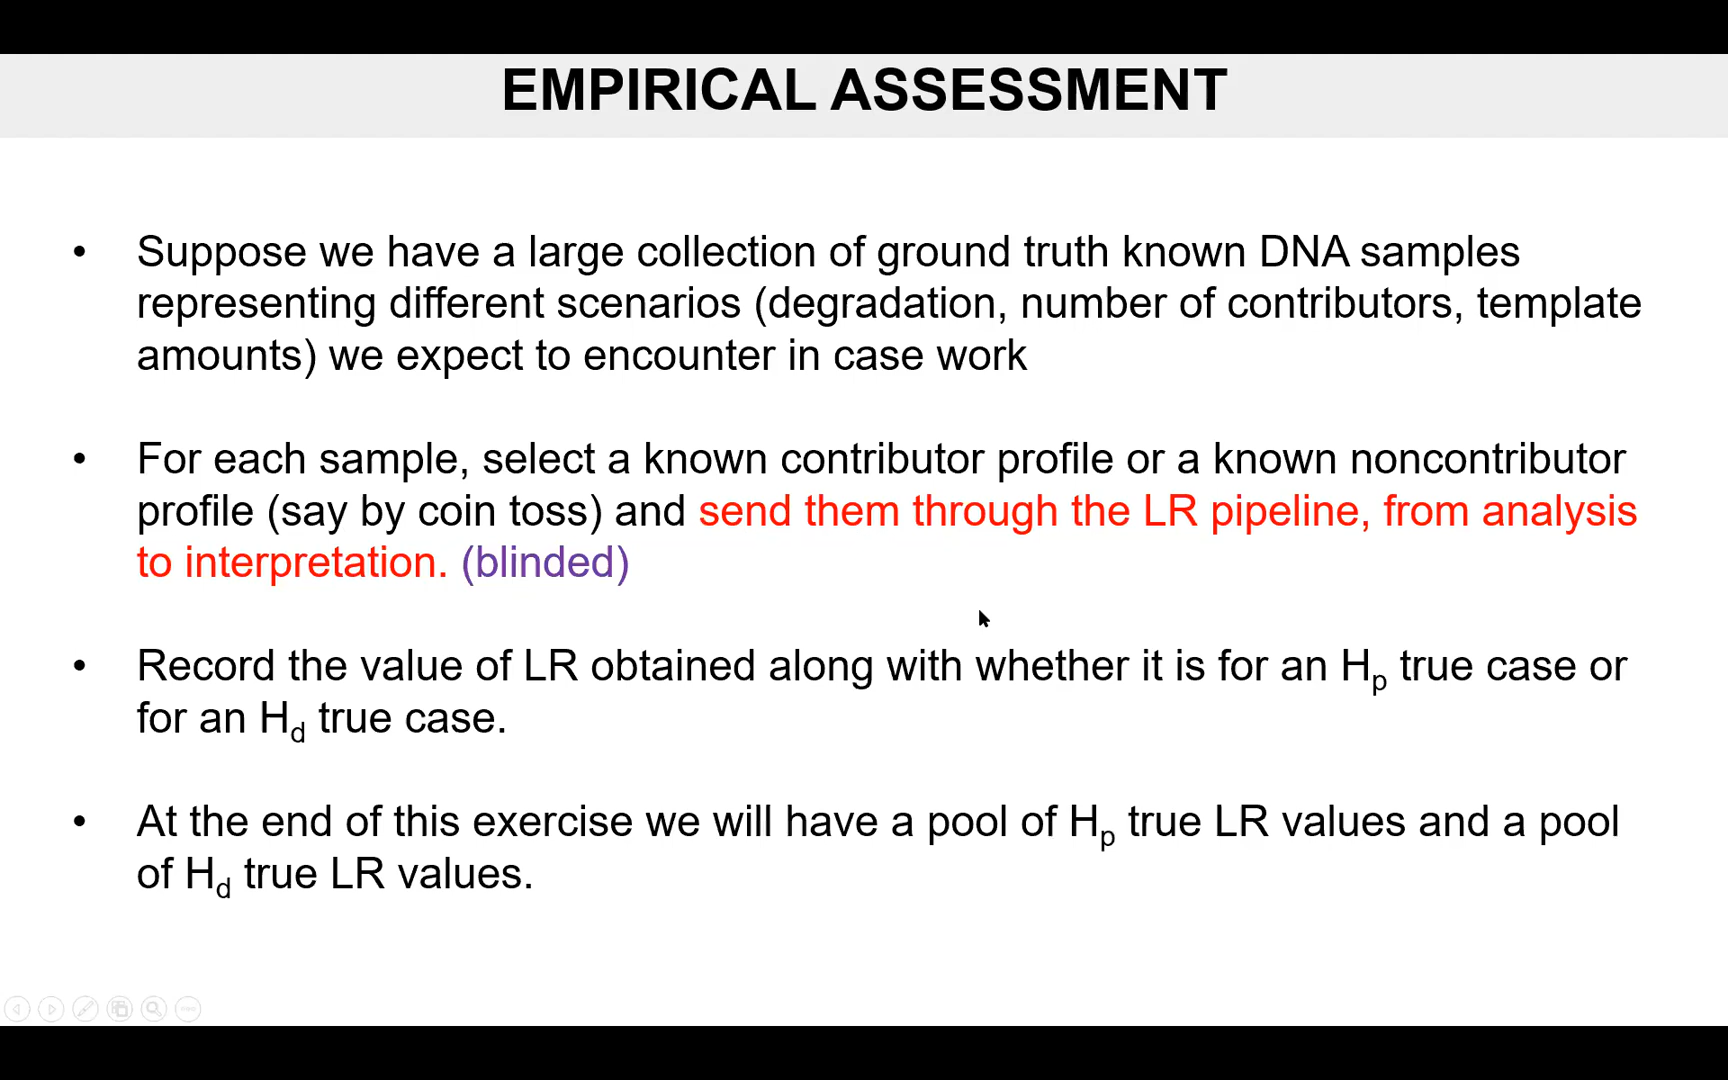 EMPIRICAL ASSESSMENT
• Suppose we have a large collection of ground truth known DNA samples
representing different scenarios (degradation, number of contributors, template
amounts) we expect to encounter in case work
• For each sample, select a known contributor profile or a known noncontributor
profile (say by coin toss) and send them through the LR pipeline, from analysis
to interpretation. (blinded)
• Record the value of LR obtained along with whether it is for an Hp true case or
for an Hd true case.
• At the end of this exercise we will have a pool of Hp true LR values and a pool
of Hd true LR values.